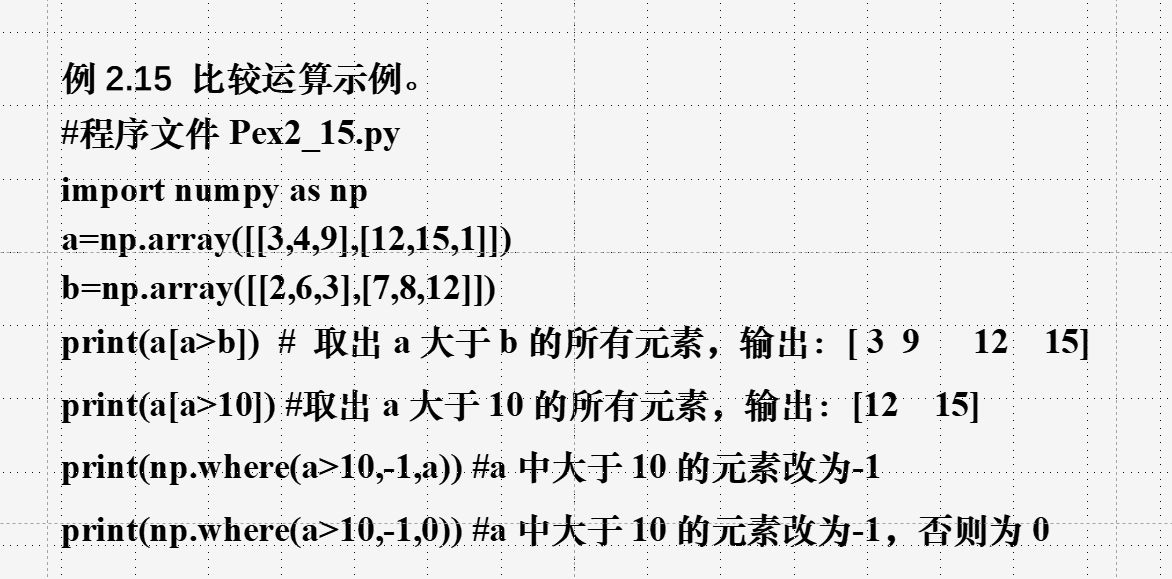 例 2.15 比较运算示例。
#程序文件 Pex2_15.py
import numpy as np
a=np.array([[3,4,9],[12,15,1]])
b=np.array([[2,6,3],[7,8,12]])
print(a[a>b]) # 取出 a 大于 b 的所有元素，输出：[ 3 9 12 15]
print(a[a>10]) #取出 a 大于 10 的所有元素，输出：[12 15]
print(np.where(a>10,-1,a)) #a 中大于 10 的元素改为-1
print(np.where(a>10,-1,0)) #a 中大于 10 的元素改为-1，否则为 0